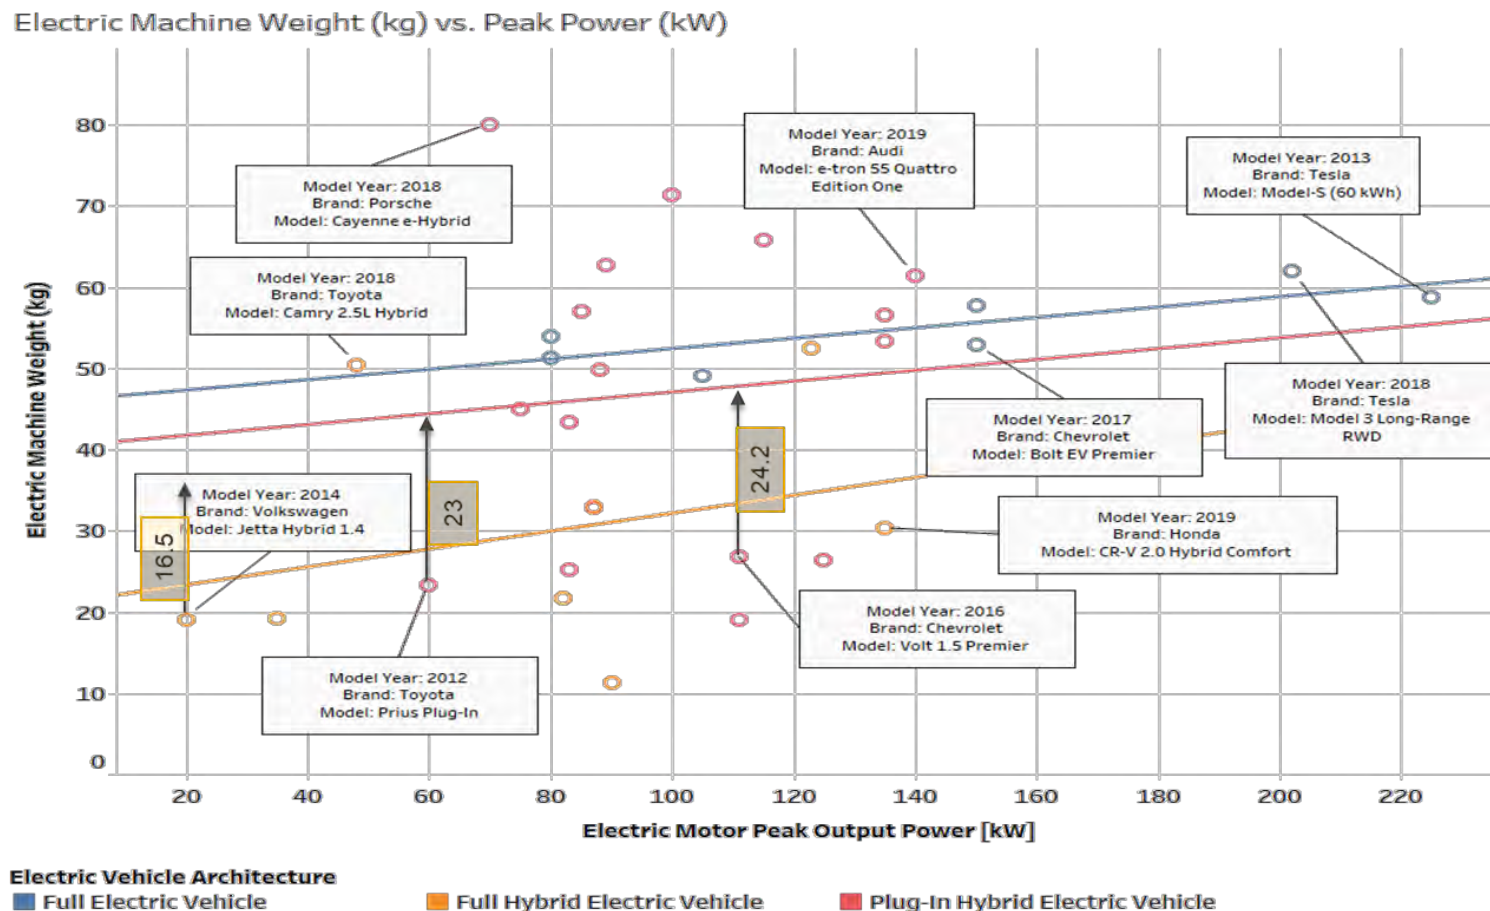 Electric Machine Weight (kg) vs. Peak Power (kW)
Electric Machine Weight (kg)
80
70
60
50
40
30
20
10
0
Model Year: 2018
Brand: Porsche
Model: Cayenne e-Hybrid
Model Year: 2019
Brand: Audi
Model: e-tron 55 Quattro
Edition One
Model Year: 2013
Brand: Tesla
Model: Model-S (60 kWh)
Model Year: 2018
Brand: Toyota
Model: Camry 2.5L Hybrid
Model Year: 2018
Brand: Tesla
Model: Model 3 Long-Range
RWD
Model Year: 2017
Brand: Chevrolet
Model: Bolt EV Premier
Model Year: 2014
Brand: Volkswagen
Model: Jetta Hybrid 1.4
16.5
23
24.2
Model Year: 2019
Brand: Honda
Model: CR-V 2.0 Hybrid Comfort
Model Year: 2016
Brand: Chevrolet
Model: Volt 1.5 Premier
Model Year: 2012
Brand: Toyota
Model: Prius Plug-In
20 40 60 80 100 120 140 160 180 200 220
Electric Motor Peak Output Power [kW]
Electric Vehicle Architecture
Full Electric Vehicle
Full Hybrid Electric Vehicle
Plug-In Hybrid Electric Vehicle